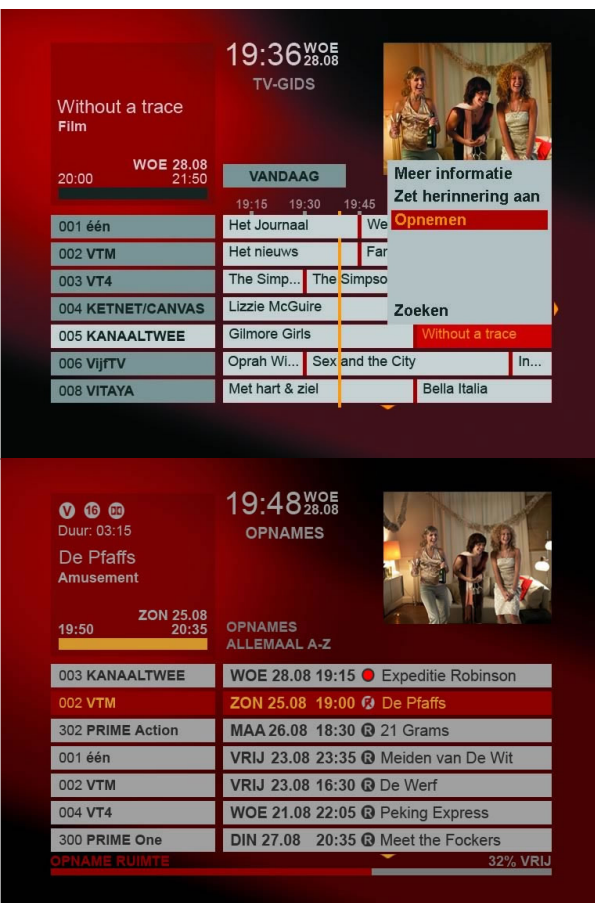 19:36 WOE 28.08
TV-GIDS
Without a trace
Film
WOE 28.08
20:00 21:50
VANDAAG
19:15 19:30 19:45
Meer informatie
Zet herinnering aan
Opnemen
Zoeken
001 één Het Journaal We
002 VTM Het nieuws Far
003 VT4 The Simp... The Simpso
004 KETNET/CANVAS Lizzie McGuire
005 KANAALTWEE Gilmore Girls Without a trace
006 VijfTV Oprah Wi... Sex and the City In...
008 VITAYA Met hart & ziel Bella Italia
19:48 WOE 28.08
OPNAMES
V 16
Duur: 03:15
De Pfaffs
Amusement
ZON 25.08
19:50 20:35
OPNAMES
ALLEMAAL A-Z
003 KANAALTWEE WOE 28.08 19:15 Expeditie Robinson
002 VTM ZON 25.08 19:00 R De Pfaffs
302 PRIME Action MAA 26.08 18:30 R 21 Grams
001 één VRIJ 23.08 23:35 R Meiden van De Wit
002 VTM VRIJ 23.08 16:30 R De Werf
004 VT4 WOE 21.08 22:05 R Peking Express
300 PRIME One DIN 27.08 20:35 R Meet the Fockers
OPNAME RUIMTE 32% VRIJ